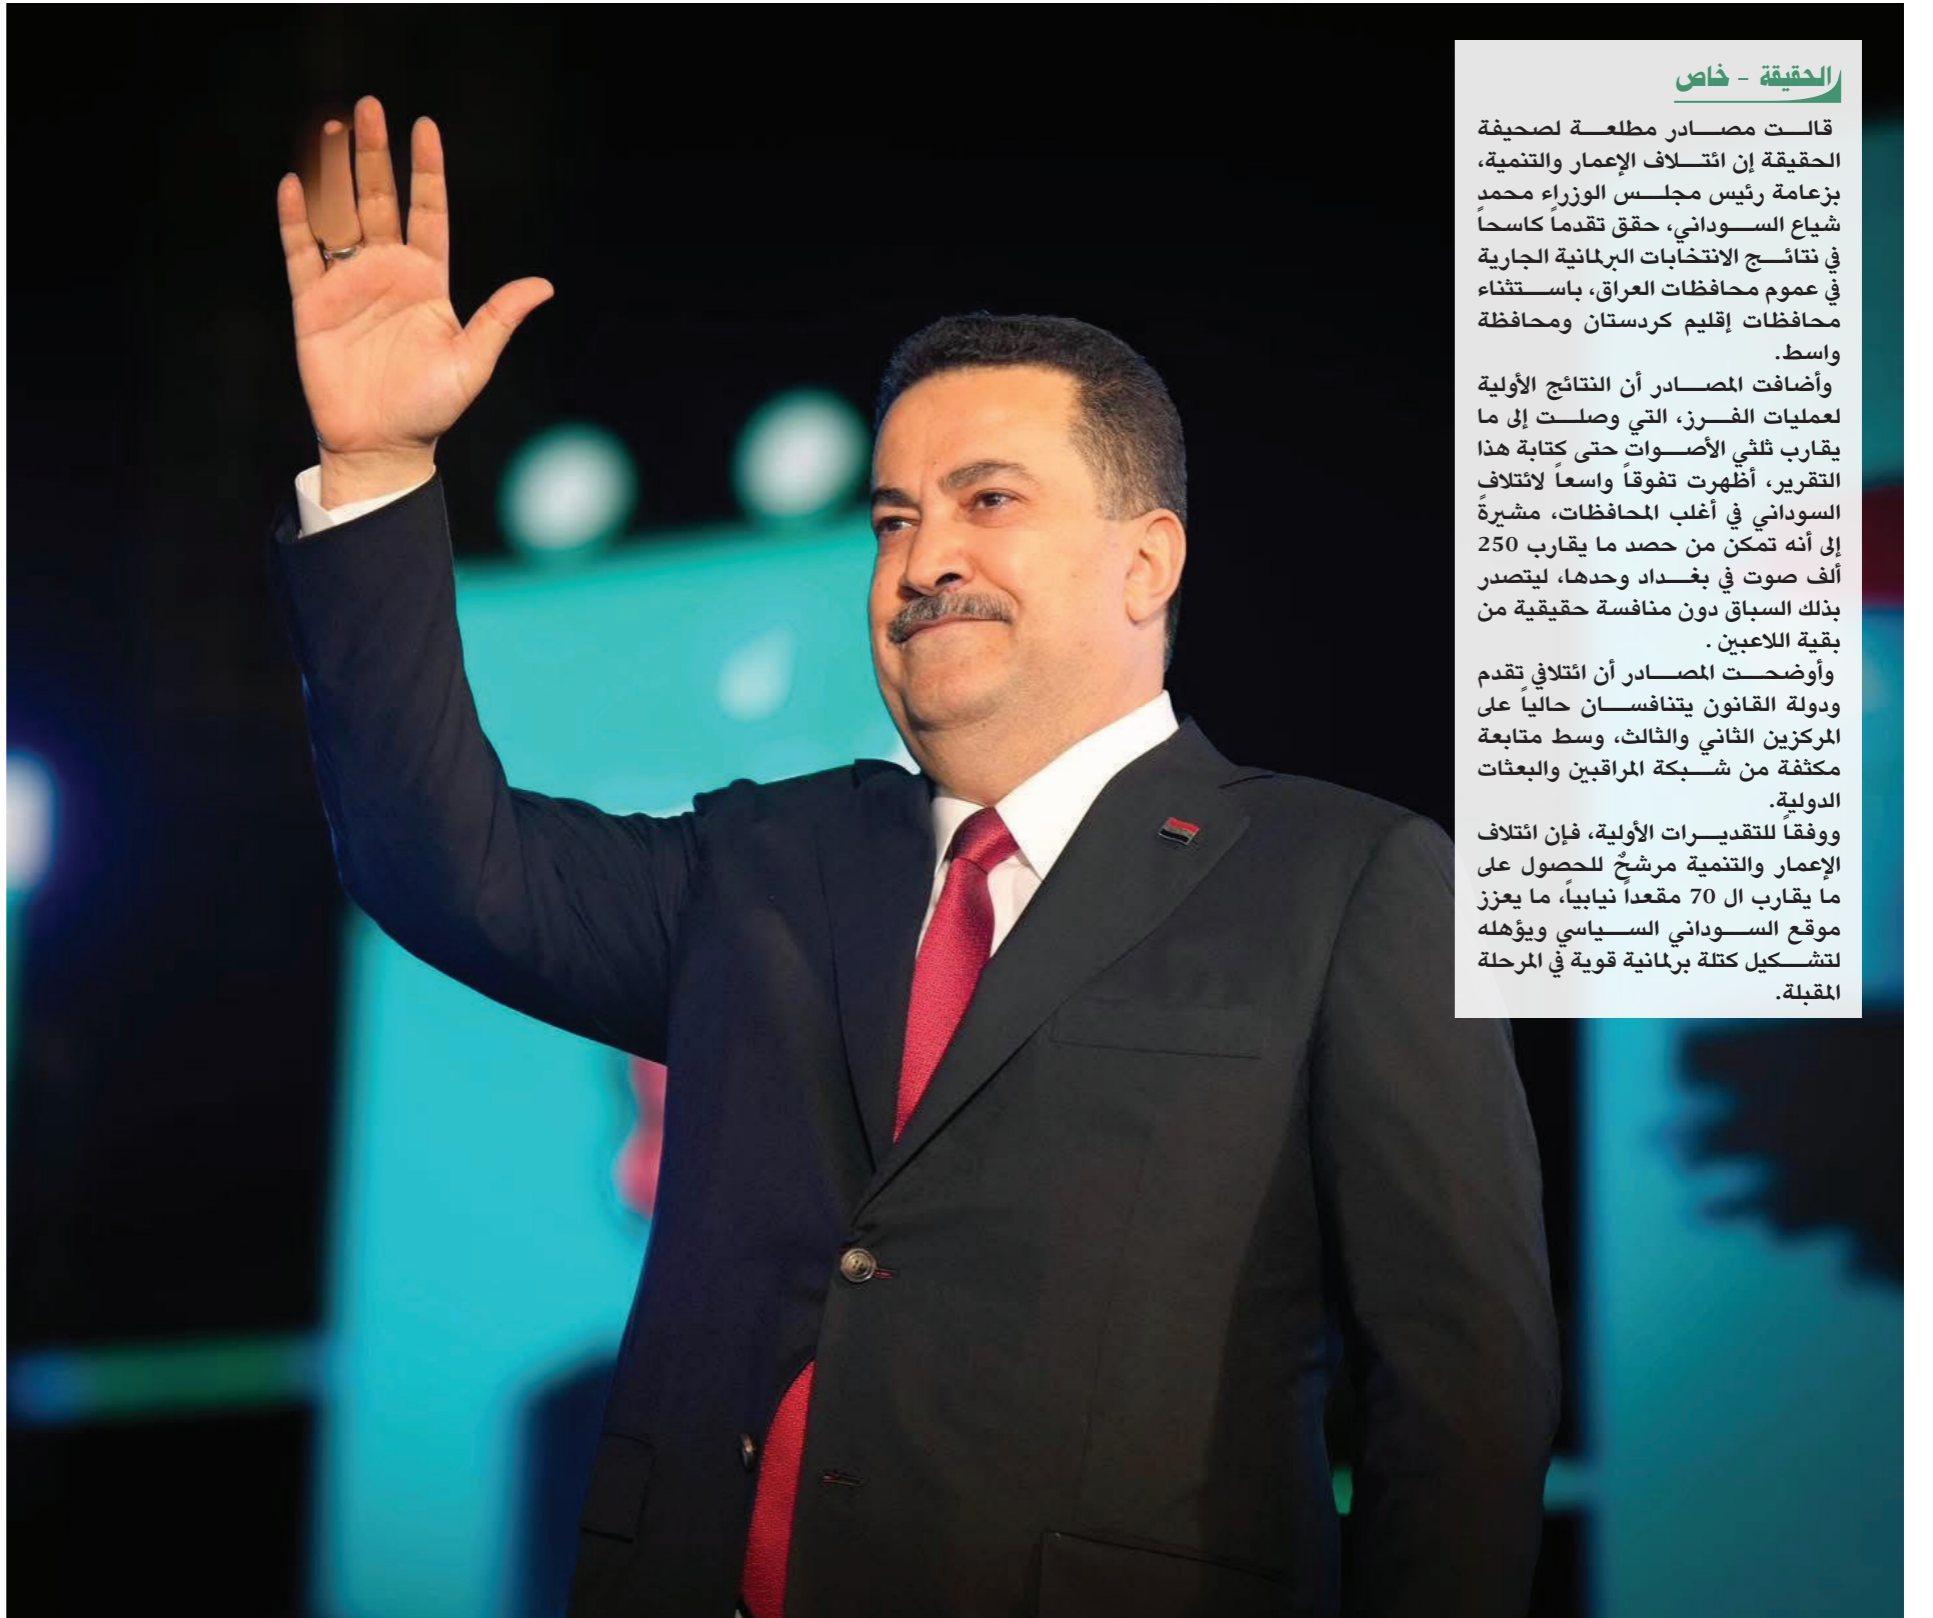 الحقيقة - خاص
قالت مصادر مطلعة لصحيفة
الحقيقة إن ائتلاف الإعمار والتنمية،
بزعامة رئيس مجلس الوزراء محمد
شياع السوداني، حقق تقدماً كاسحاً
في نتائج الانتخابات البرلمانية الجارية
في عموم محافظات العراق، باستثناء
محافظات إقليم كردستان ومحافظة
واسط.
وأضافت المصادر أن النتائج الأولية
لعمليات الفرز، التي وصلت إلى ما
يقارب ثلثي الأصوات حتى كتابة هذا
التقرير، أظهرت تفوقاً واسعاً لائتلاف
السوداني في أغلب المحافظات، مشيرةً
إلى أنه تمكن من حصد ما يقارب 250
ألف صوت في بغداد وحدها، ليتصدر
بذلك السباق دون منافسة حقيقية من
بقية اللاعبين .
وأوضحت المصادر أن ائتلافي تقدم
ودولة القانون يتنافسان حالياً على
المركزين الثاني والثالث، وسط متابعة
مكثفة من شبكة المراقبين والبعثات
الدولية.
ووفقاً للتقديرات الأولية، فإن ائتلاف
الإعمار والتنمية مرشحٌ للحصول على
ما يقارب ال 70 مقعداً نيابياً، ما يعزز
موقع السوداني السياسي ويؤهله
لتشكيل كتلة برلمانية قوية في المرحلة
المقبلة.